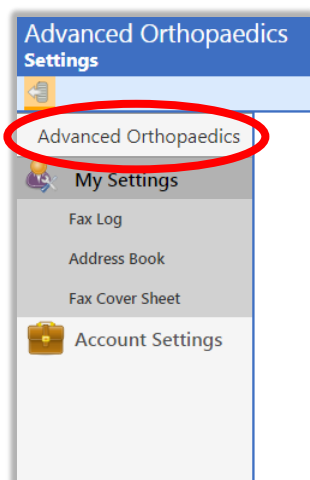 Advanced Orthopaedics
Settings
Advanced Orthopaedics
My Settings
Fax Log
Address Book
Fax Cover Sheet
Account Settings